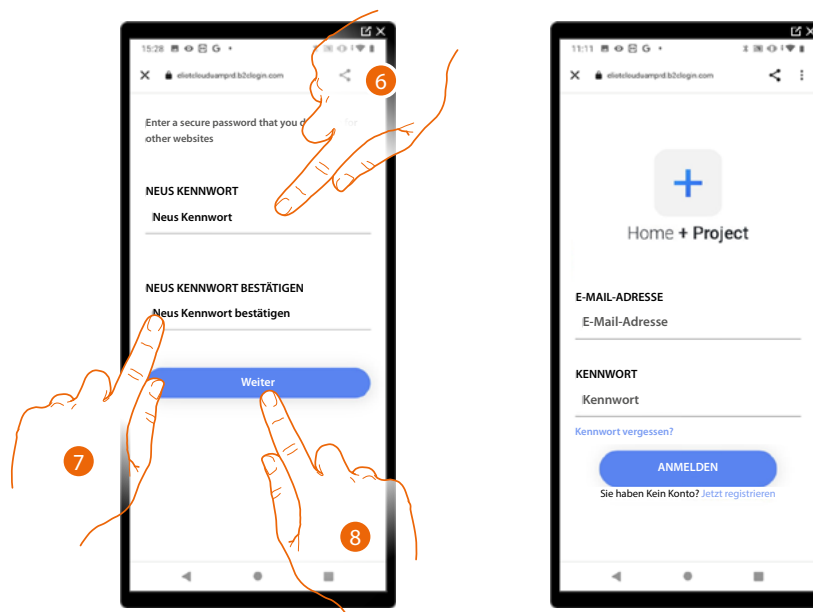 15:28 G
elietclouduamprd.b2clogin.com
6
Enter a secure password that you d for
other websites
NEUS KENNWORT
Neus Kennwort
NEUS KENNWORT BESTÄTIGEN
Neus Kennwort bestätigen
Weiter
7
8
11:11 G
elietclouduamprd.b2clogin.com
Home + Project
E-MAIL-ADRESSE
E-Mail-Adresse
KENNWORT
Kennwort
Kennwort vergessen?
ANMELDEN
Sie haben Kein Konto? Jetzt registrieren